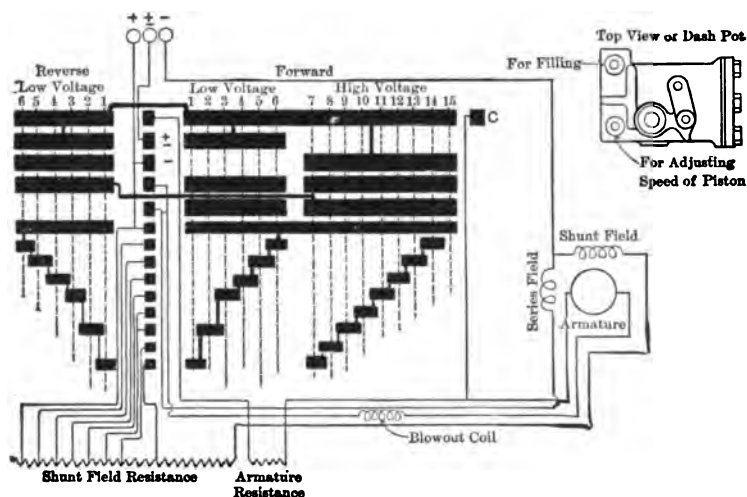 + ± −
Top View of Dash Pot
For Filling
For Adjusting
Speed of Piston
Reverse
Low Voltage
6 5 4 3 2 1
Forward
Low Voltage High Voltage
1 2 3 4 5 6 7 8 9 10 11 12 13 14 15
C
+
±
−
Shunt Field
Series Field
Armature
Blowout Coil
Shunt Field Resistance
Armature
Resistance